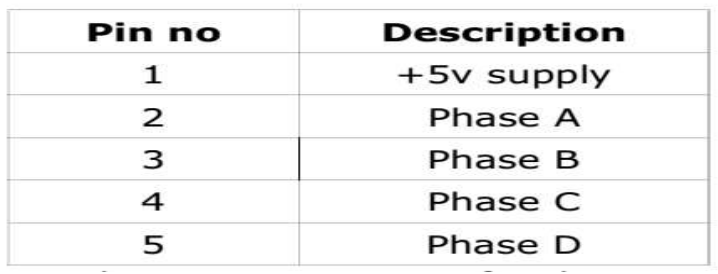 Pin no Description
1 +5v supply
2 Phase A
3 Phase B
4 Phase C
5 Phase D